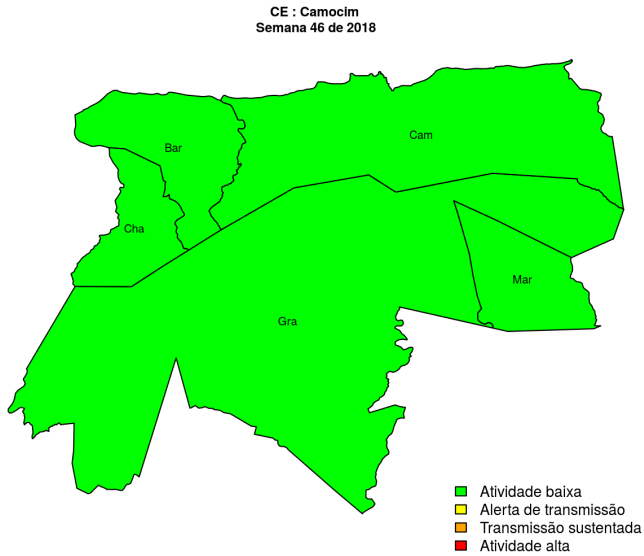 CE : Camocim
Semana 46 de 2018
Bar
Cam
Cha
Mar
Gra
Atividade baixa
Alerta de transmissão
Transmissão sustentada
Atividade alta